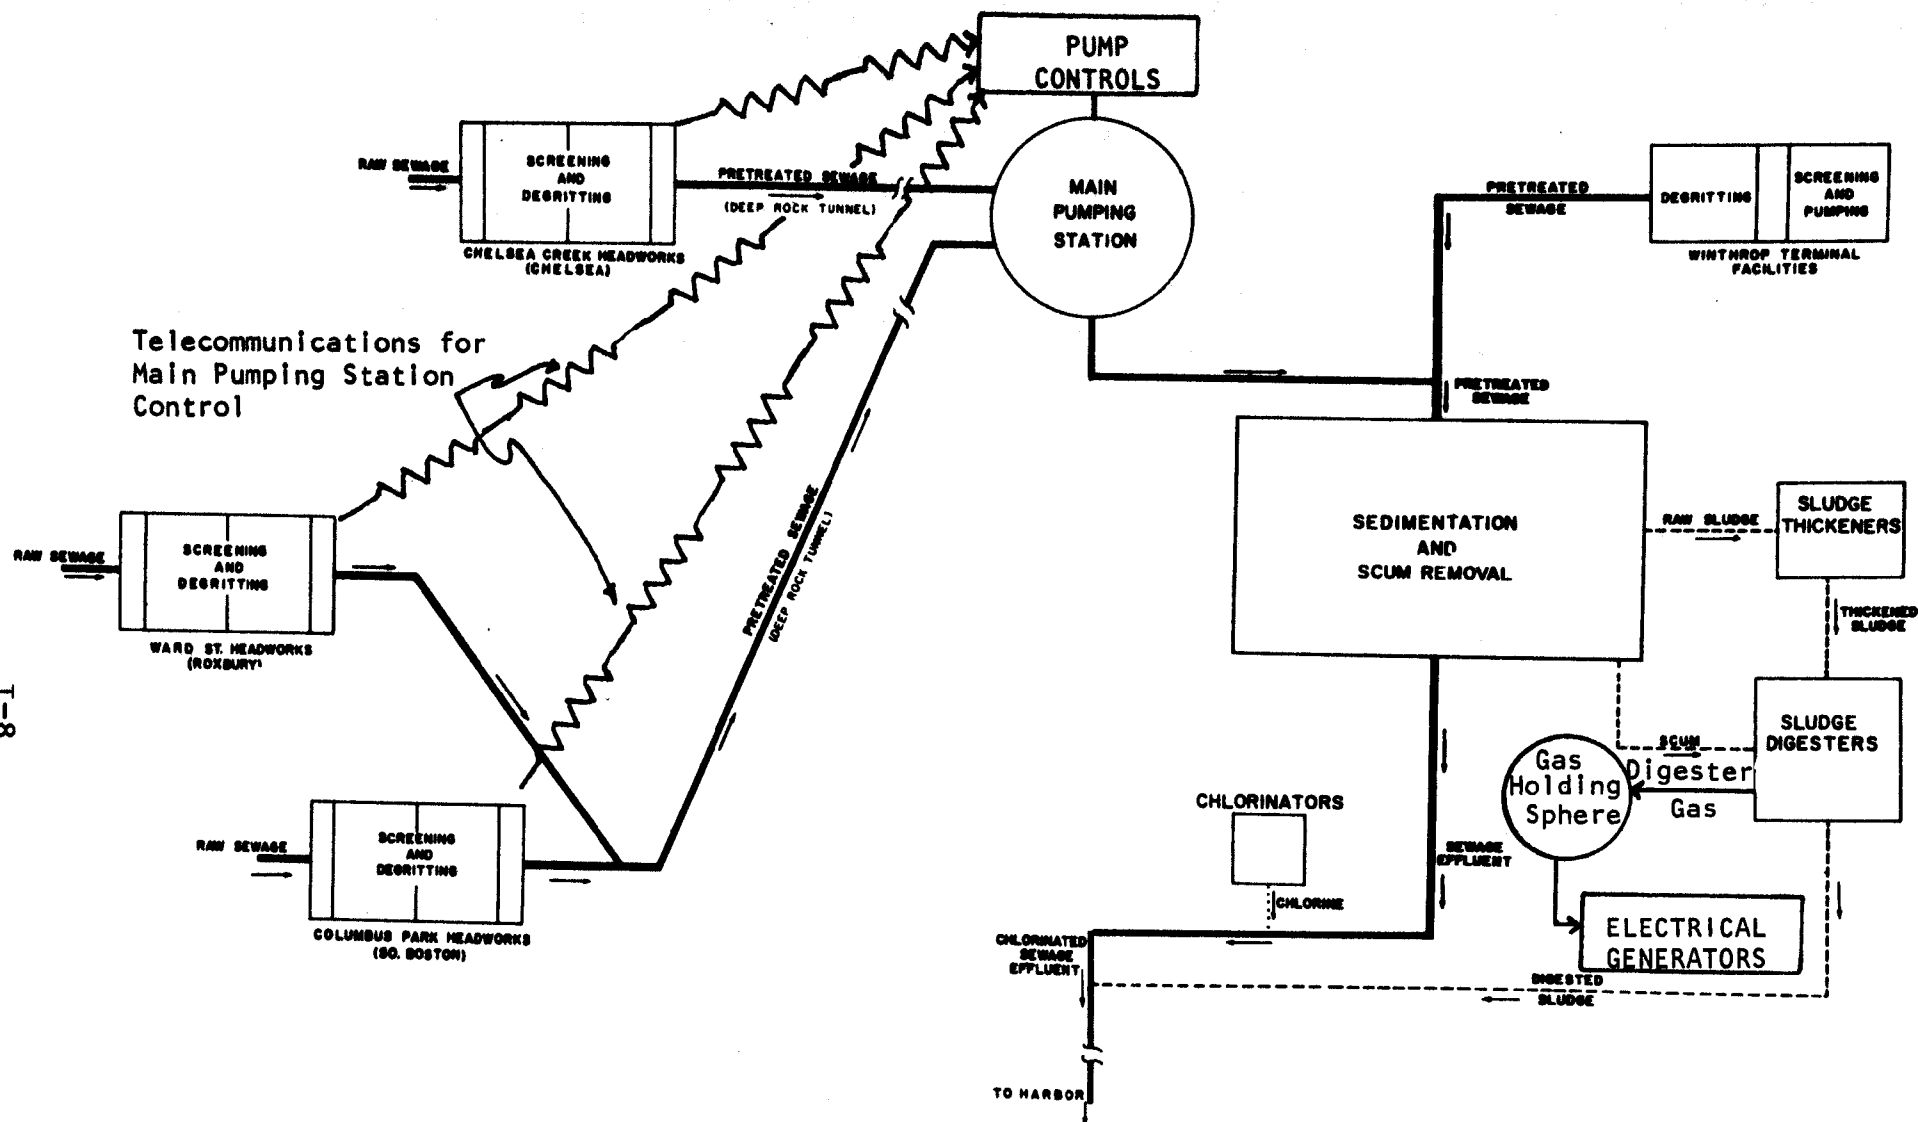 PUMP
CONTROLS
RAW SEWAGE
SCREENING
AND
DEGRITTING
CHELSEA CREEK HEADWORKS
(CHELSEA)
PRETREATED SEWAGE
(DEEP ROCK TUNNEL)
MAIN
PUMPING
STATION
PRETREATED
SEWAGE
DEGRITTING
SCREENING
AND
PUMPING
WINTHROP TERMINAL
FACILITIES
Telecommunications for
Main Pumping Station
Control
PRETREATED
SEWAGE
RAW SEWAGE
SCREENING
AND
DEGRITTING
WARD ST. HEADWORKS
(ROXBURY)
PRETREATED SEWAGE
(DEEP ROCK TUNNEL)
SEDIMENTATION
AND
SCUM REMOVAL
RAW SLUDGE
SLUDGE
THICKENERS
THICKENED
SLUDGE
T-8
SLUDGE
DIGESTERS
SCUM
Digester
Gas
Gas
Holding
Sphere
RAW SEWAGE
SCREENING
AND
DEGRITTING
COLUMBUS PARK HEADWORKS
(SO. BOSTON)
CHLORINATORS
CHLORINE
SEWAGE
EFFLUENT
ELECTRICAL
GENERATORS
CHLORINATED
SEWAGE
EFFLUENT
DIGESTED
SLUDGE
TO HARBOR